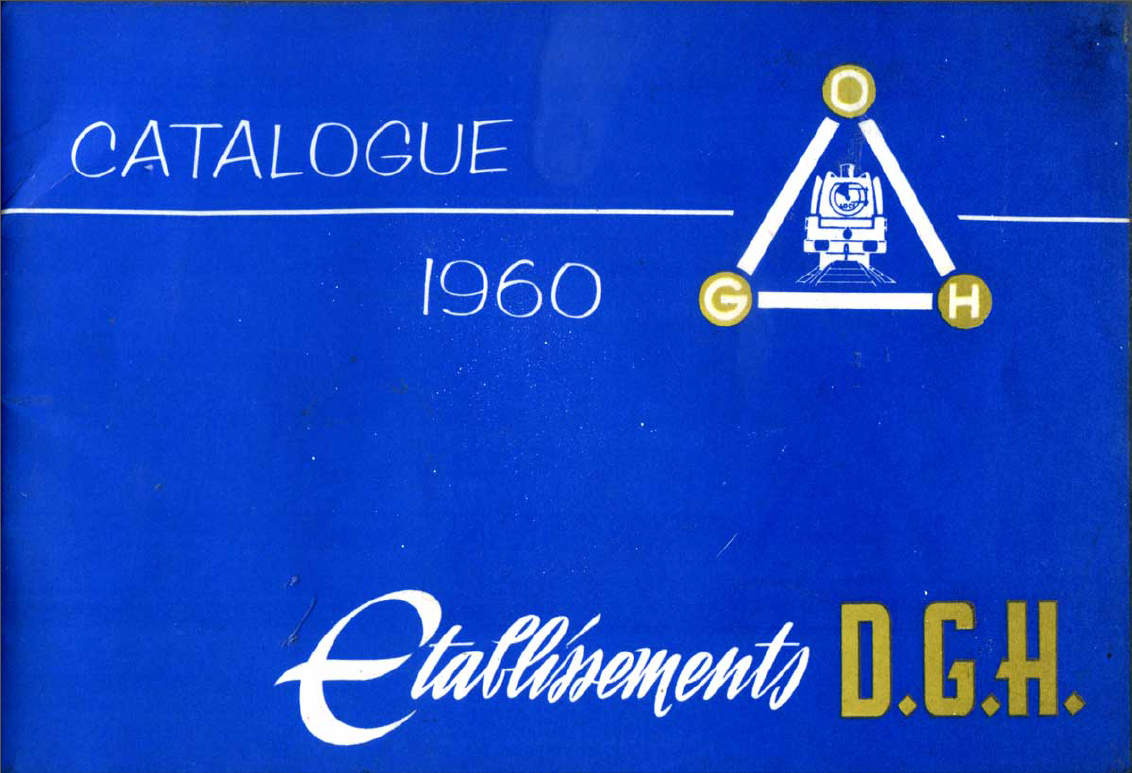 CATALOGUE
1960
D
G H
Etablissements D.G.H.